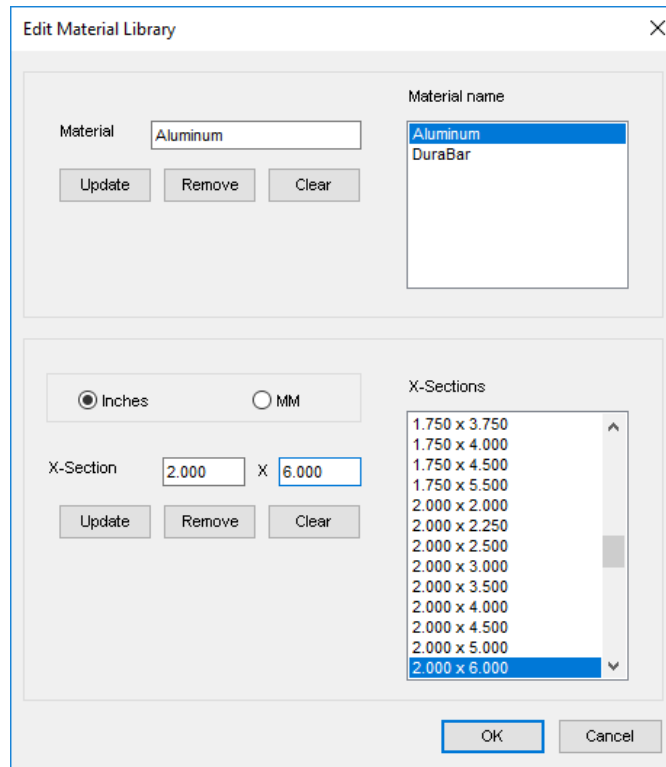 Edit Material Library
Material name
Material
Aluminum
Aluminum
DuraBar
Update
Remove
Clear
Inches
MM
X-Sections
X-Section
2.000
X
6.000
Update
Remove
Clear
1.750 x 3.750
1.750 x 4.000
1.750 x 4.500
1.750 x 5.500
2.000 x 2.000
2.000 x 2.250
2.000 x 2.500
2.000 x 3.000
2.000 x 3.500
2.000 x 4.000
2.000 x 4.500
2.000 x 5.000
2.000 x 6.000
OK
Cancel